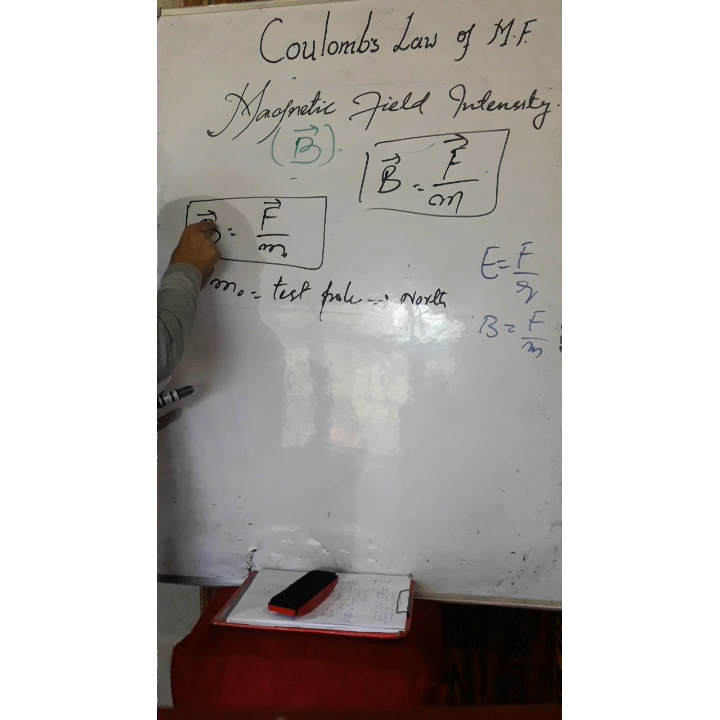 Coulomb's Law of M.F.
Magnetic Field Intensity.
(B⃗).
B⃗ = F⃗/m
B⃗ = F⃗/m₀
m₀ = test pole → North
E = F/q
B = F/m